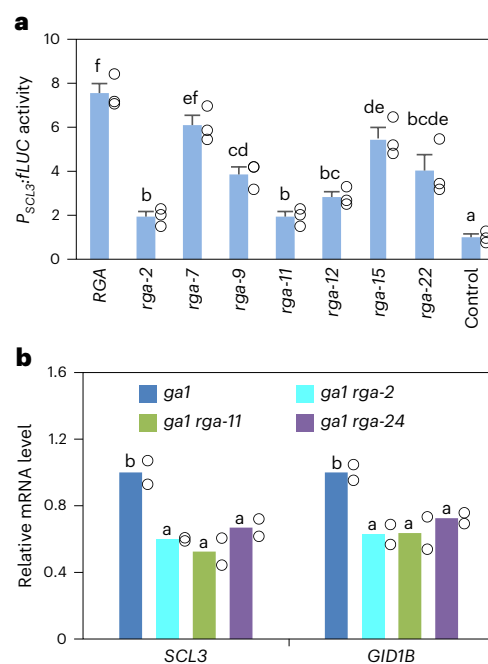 a
P_SCL3:fLUC activity
10
8
6
4
2
0
f
b
ef
cd
b
bc
de
bcde
a
RGA
rga-2
rga-7
rga-9
rga-11
rga-12
rga-15
rga-22
Control
b
Relative mRNA level
1.6
1.2
0.8
0.4
0
ga1
ga1 rga-2
ga1 rga-11
ga1 rga-24
b
a
a
a
b
a
a
a
SCL3
GID1B